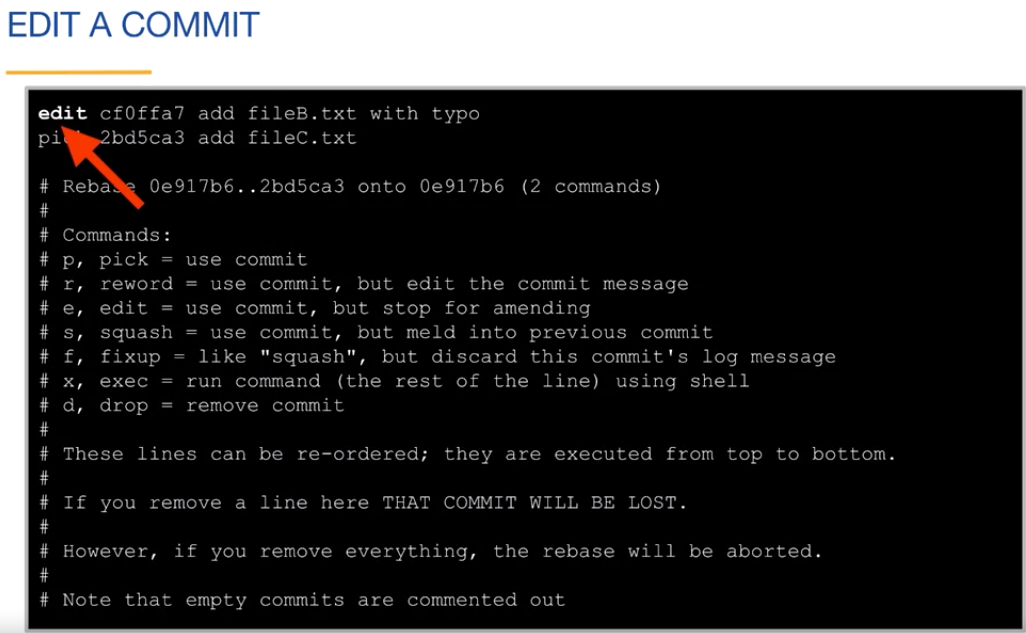 EDIT A COMMIT
edit cf0ffa7 add fileB.txt with typo
pick 2bd5ca3 add fileC.txt
# Rebase 0e917b6..2bd5ca3 onto 0e917b6 (2 commands)
#
# Commands:
# p, pick = use commit
# r, reword = use commit, but edit the commit message
# e, edit = use commit, but stop for amending
# s, squash = use commit, but meld into previous commit
# f, fixup = like "squash", but discard this commit's log message
# x, exec = run command (the rest of the line) using shell
# d, drop = remove commit
#
# These lines can be re-ordered; they are executed from top to bottom.
#
# If you remove a line here THAT COMMIT WILL BE LOST.
#
# However, if you remove everything, the rebase will be aborted.
#
# Note that empty commits are commented out